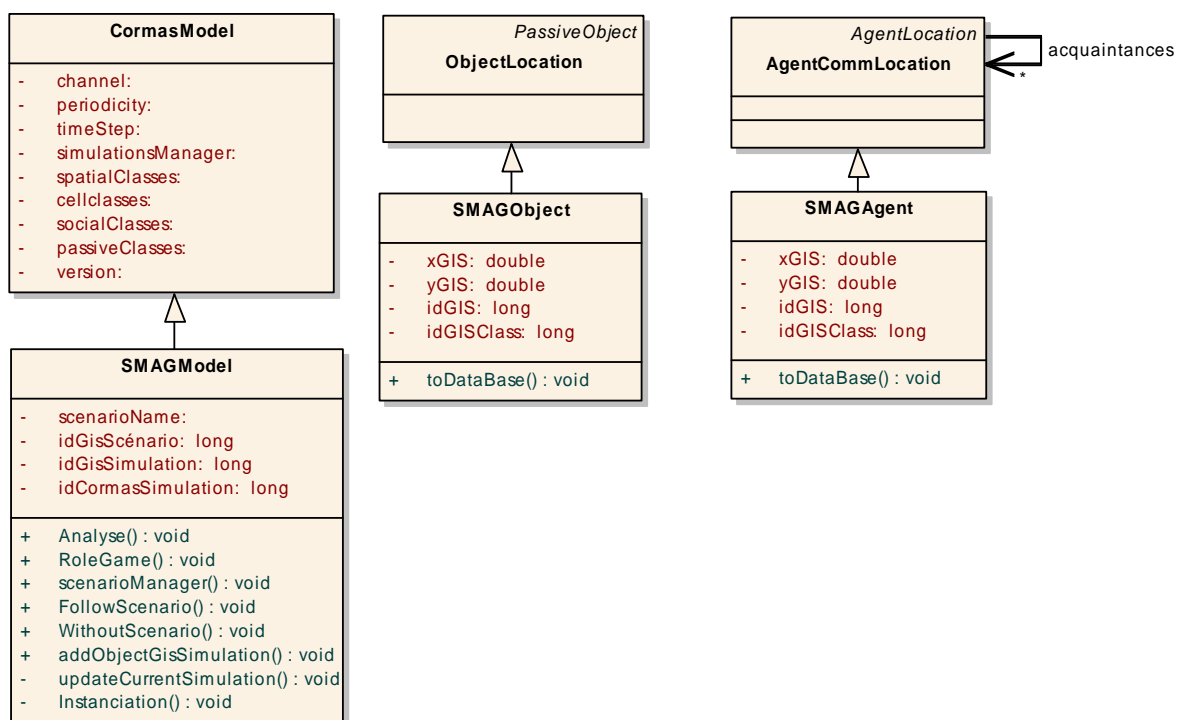 CormasModel
- channel:
- periodicity:
- timeStep:
- simulationsManager:
- spatialClasses:
- cellclasses:
- socialClasses:
- passiveClasses:
- version:
SMAGModel
- scenarioName:
- idGisScénario: long
- idGisSimulation: long
- idCormasSimulation: long
+ Analyse() : void
+ RoleGame() : void
+ scenarioManager() : void
+ FollowScenario() : void
+ WithoutScenario() : void
+ addObjectGisSimulation() : void
- updateCurrentSimulation() : void
- Instanciation() : void
PassiveObject
ObjectLocation
SMAGObject
- xGIS: double
- yGIS: double
- idGIS: long
- idGISClass: long
+ toDataBase() : void
AgentLocation
AgentCommLocation
acquaintances
*
SMAGAgent
- xGIS: double
- yGIS: double
- idGIS: long
- idGISClass: long
+ toDataBase() : void